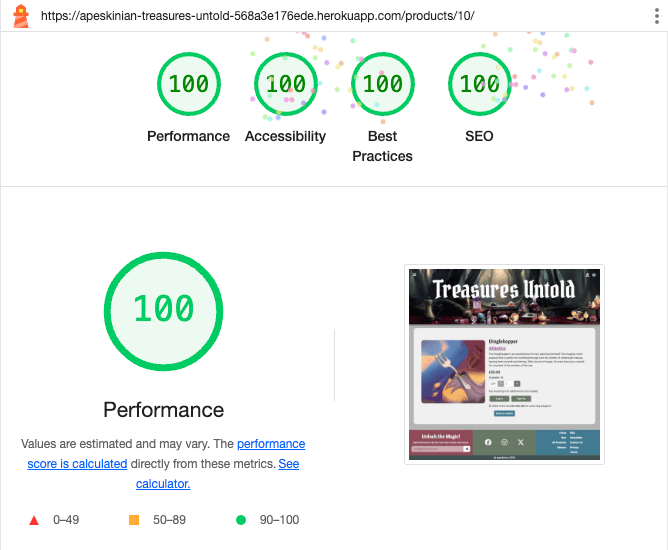 https://apeskinian-treasures-untold-568a3e176ede.herokuapp.com/products/10/
100 100 100 100
Performance Accessibility Best Practices SEO
100
Performance
Values are estimated and may vary. The performance
score is calculated directly from these metrics. See
calculator.
0–49 50–89 90–100
Treasures Untold
Dinglehopper
Unlock the Magic!